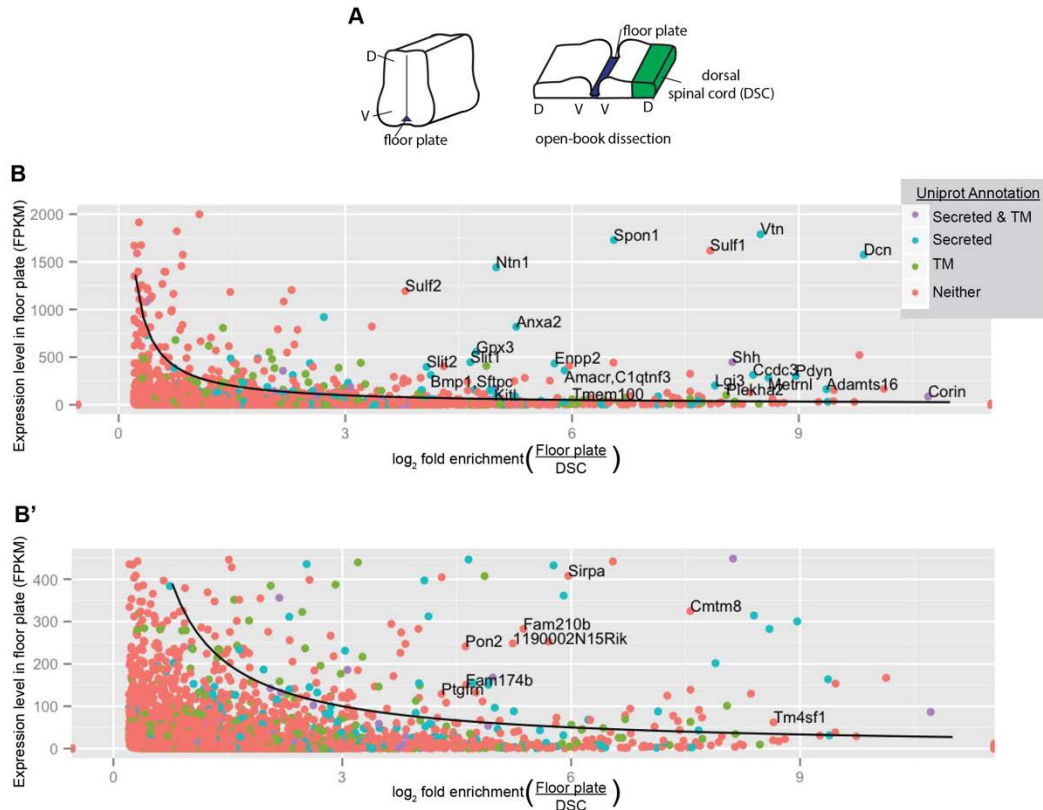 A
D
V
floor plate
floor plate
dorsal
spinal cord (DSC)
D V V D
open-book dissection
B
Expression level in floor plate (FPKM)
2000
1500
1000
500
0
0 3 6 9
log2 fold enrichment (Floor plate / DSC)
Uniprot Annotation
Secreted & TM
Secreted
TM
Neither
Spon1
Vtn
Sulf1
Dcn
Ntn1
Sulf2
Anxa2
Gpx3
Slit2
Slit1
Enpp2
Shh
Ccdc3
Pdyn
Bmp1
Sftpc
Amacr,C1qtnf3
Lgi3
Metrnl
Adamts16
Kitl
Tmem100
Plekha2
Corin
B’
Expression level in floor plate (FPKM)
400
300
200
100
0
0 3 6 9
log2 fold enrichment (Floor plate / DSC)
Sirpa
Cmtm8
Fam210b
Pon2
1190002N15Rik
Fam174b
Ptgfrn
Tm4sf1